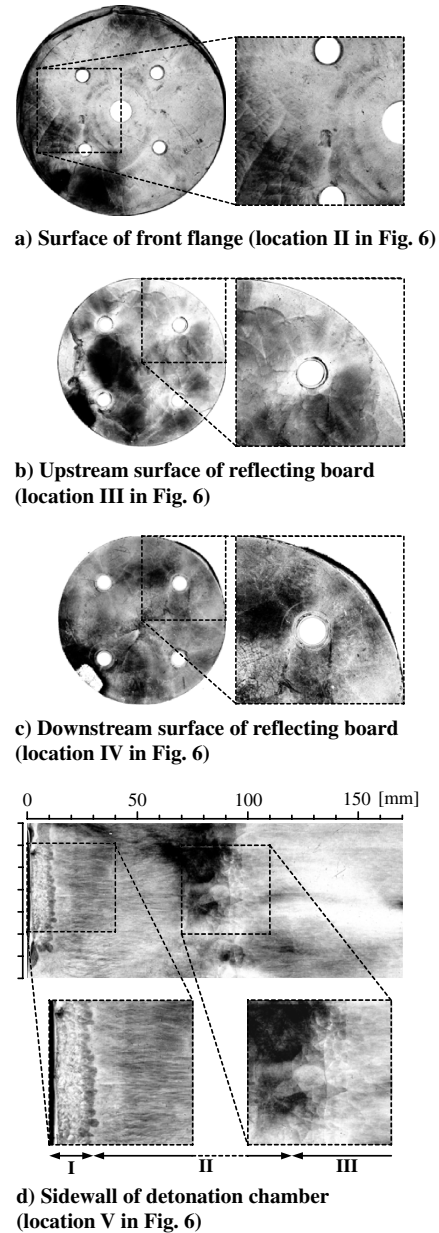 a) Surface of front flange (location II in Fig. 6)
b) Upstream surface of reflecting board
(location III in Fig. 6)
c) Downstream surface of reflecting board
(location IV in Fig. 6)
0 50 100 150 [mm]
I II III
d) Sidewall of detonation chamber
(location V in Fig. 6)